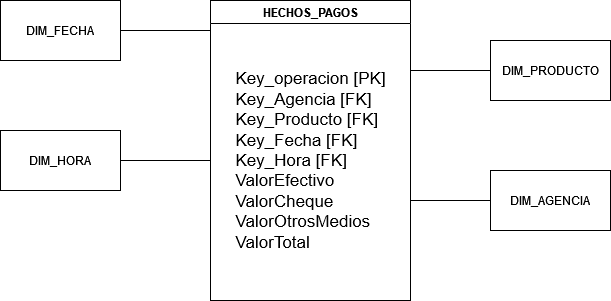 HECHOS_PAGOS
DIM_FECHA
DIM_HORA
Key_operacion [PK]
Key_Agencia [FK]
Key_Producto [FK]
Key_Fecha [FK]
Key_Hora [FK]
ValorEfectivo
ValorCheque
ValorOtrosMedios
ValorTotal
DIM_PRODUCTO
DIM_AGENCIA